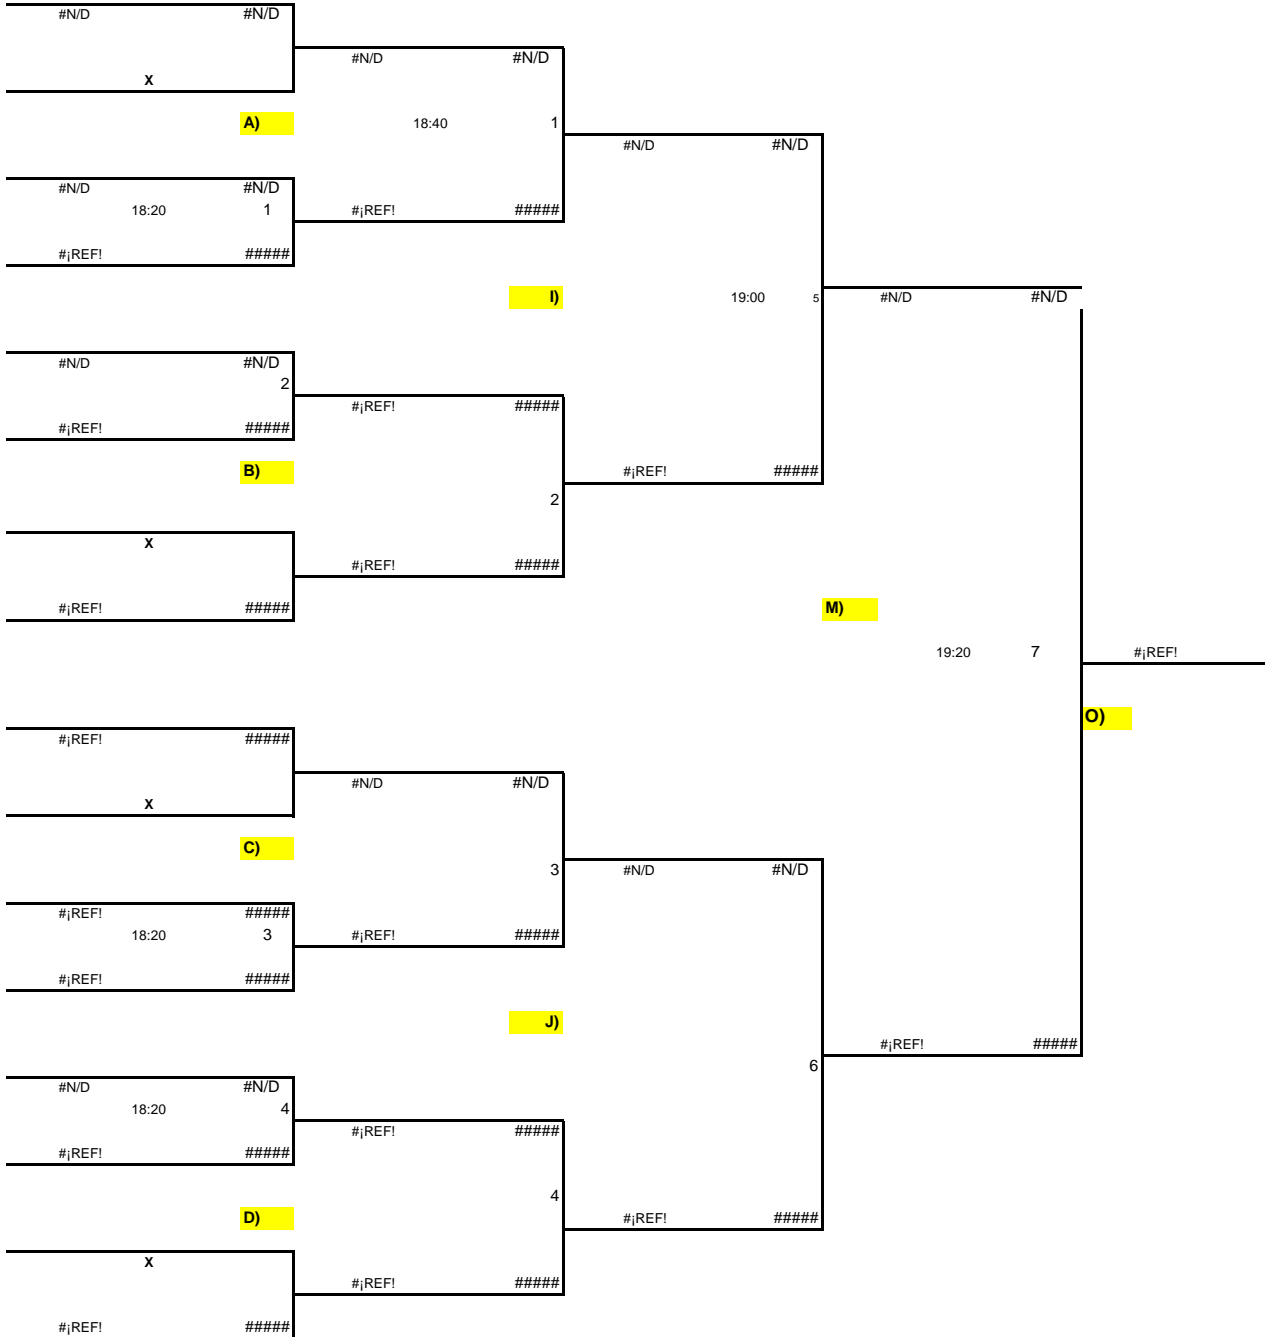 #N/D #N/D
#N/D #N/D
X
A) 18:40 1
#N/D #N/D
#N/D #N/D
18:20 1 #¡REF! #####
#¡REF! #####
I) 19:00 5 #N/D #N/D
#N/D #N/D
2
#¡REF! #####
#¡REF! #####
B) #¡REF! #####
2
X
#¡REF! #####
#¡REF! ##### M)
19:20 7 #¡REF!
O)
#¡REF! #####
#N/D #N/D
X
C)
3 #N/D #N/D
#¡REF! #####
18:20 3 #¡REF! #####
#¡REF! #####
J)
#¡REF! #####
6
#N/D #N/D
18:20 4
#¡REF! #####
#¡REF! #####
4
D) #¡REF! #####
X
#¡REF! #####
#¡REF! #####